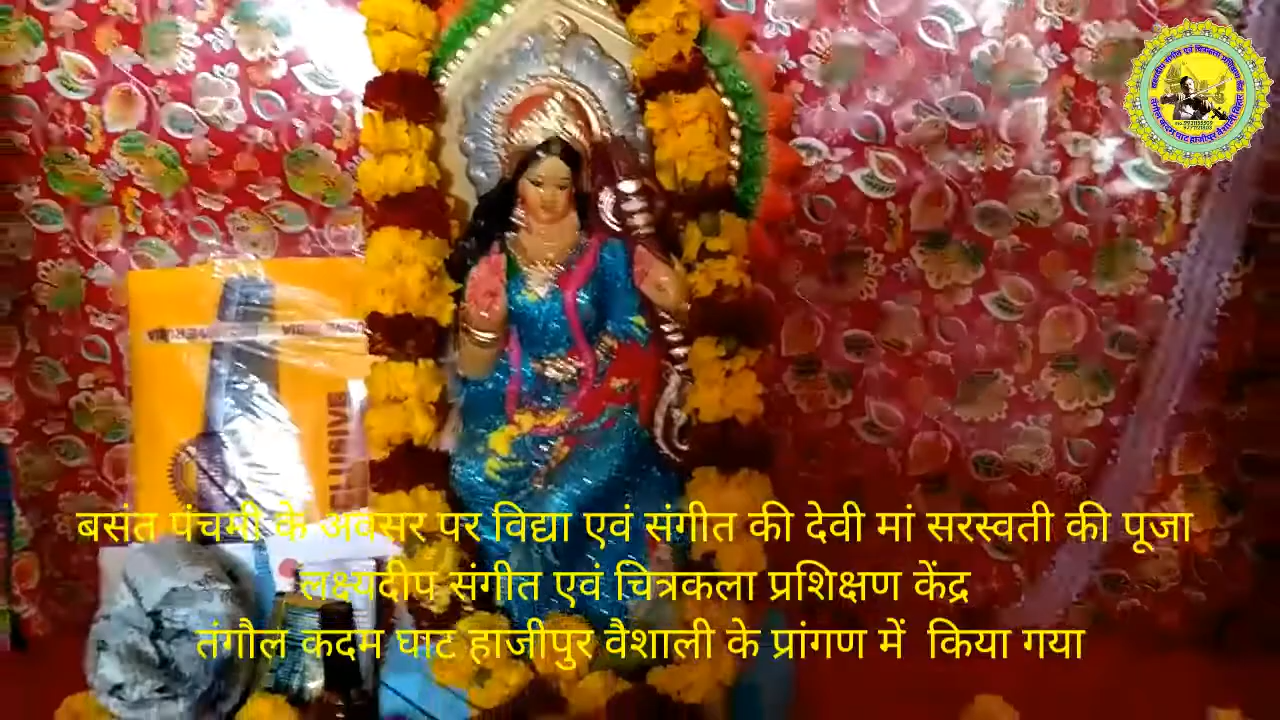 बसंत पंचमी के अवसर पर विद्या एवं संगीत की देवी मां सरस्वती की पूजा
लक्ष्यदीप संगीत एवं चित्रकला प्रशिक्षण केंद्र
तंगौल कदम घाट हाजीपुर वैशाली के प्रांगण में किया गया